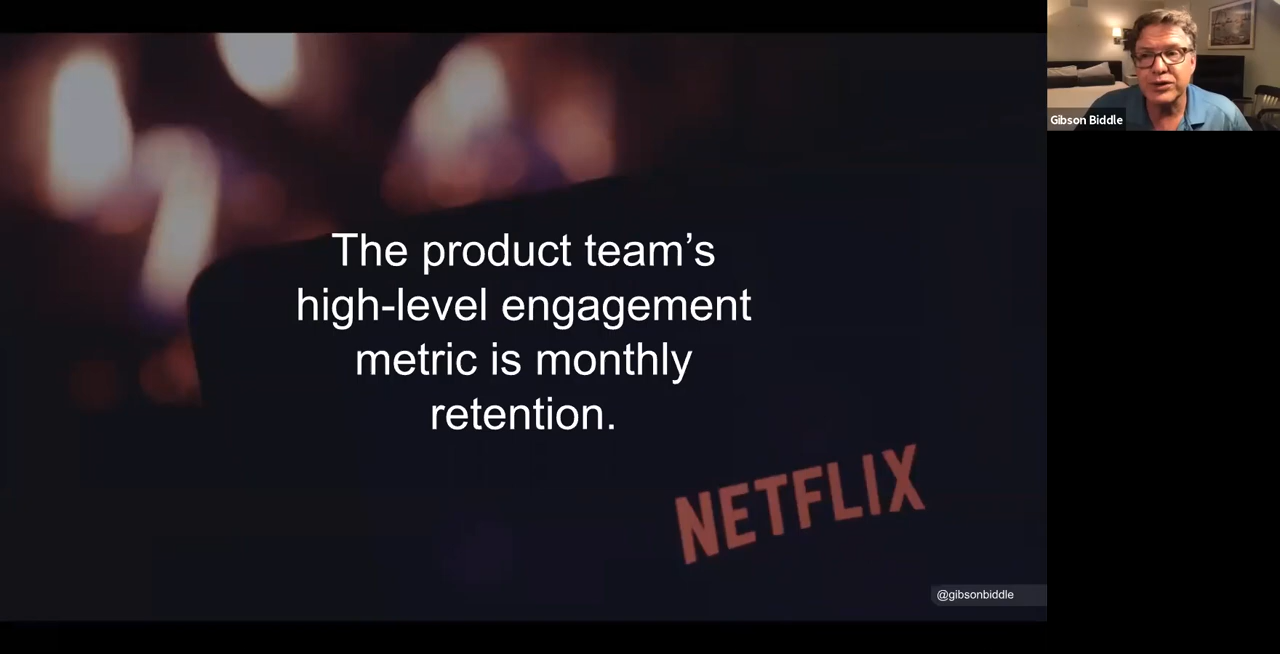 The product team’s
high-level engagement
metric is monthly
retention.
NETFLIX
@gibsonbiddle
Gibson Biddle